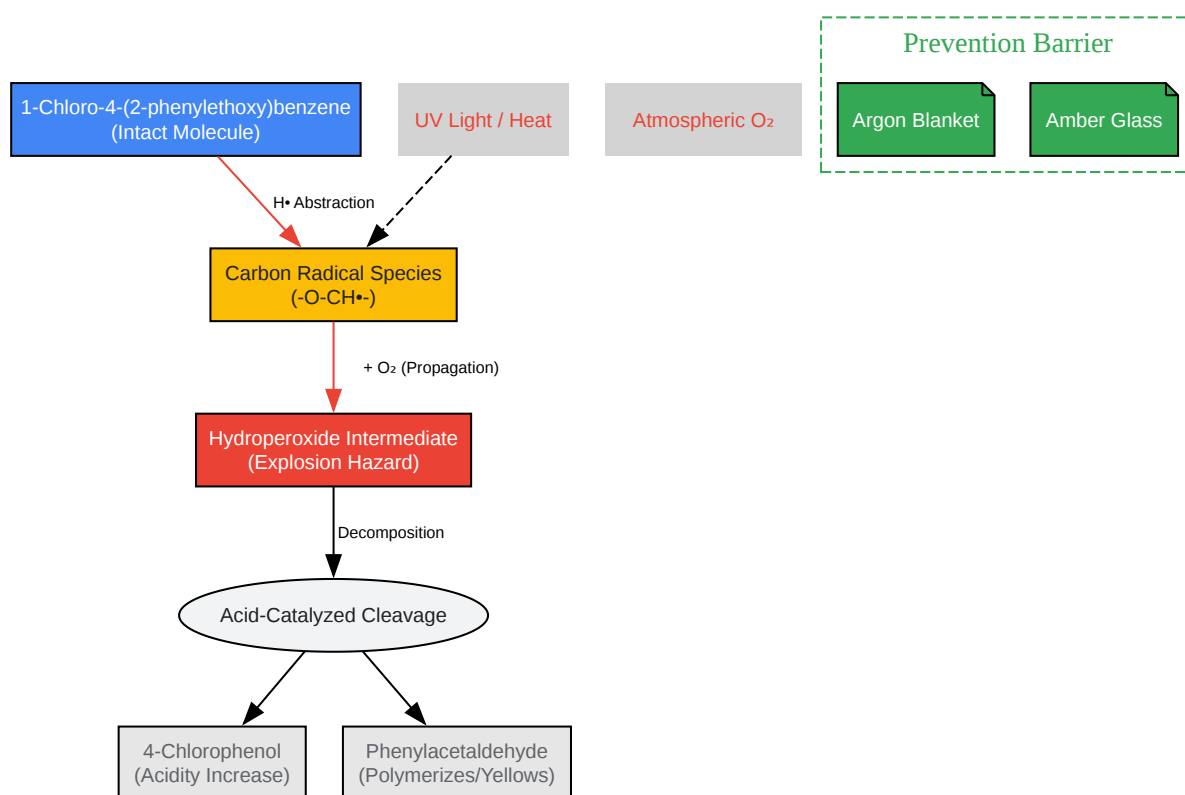 Prevention Barrier
1-Chloro-4-(2-phenylethoxy)benzene
(Intact Molecule)
UV Light / Heat
Atmospheric O₂
Argon Blanket
Amber Glass
H• Abstraction
Carbon Radical Species
(-O-CH•-)
+ O₂ (Propagation)
Hydroperoxide Intermediate
(Explosion Hazard)
Decomposition
Acid-Catalyzed Cleavage
4-Chlorophenol
(Acidity Increase)
Phenylacetaldehyde
(Polymerizes/Yellows)